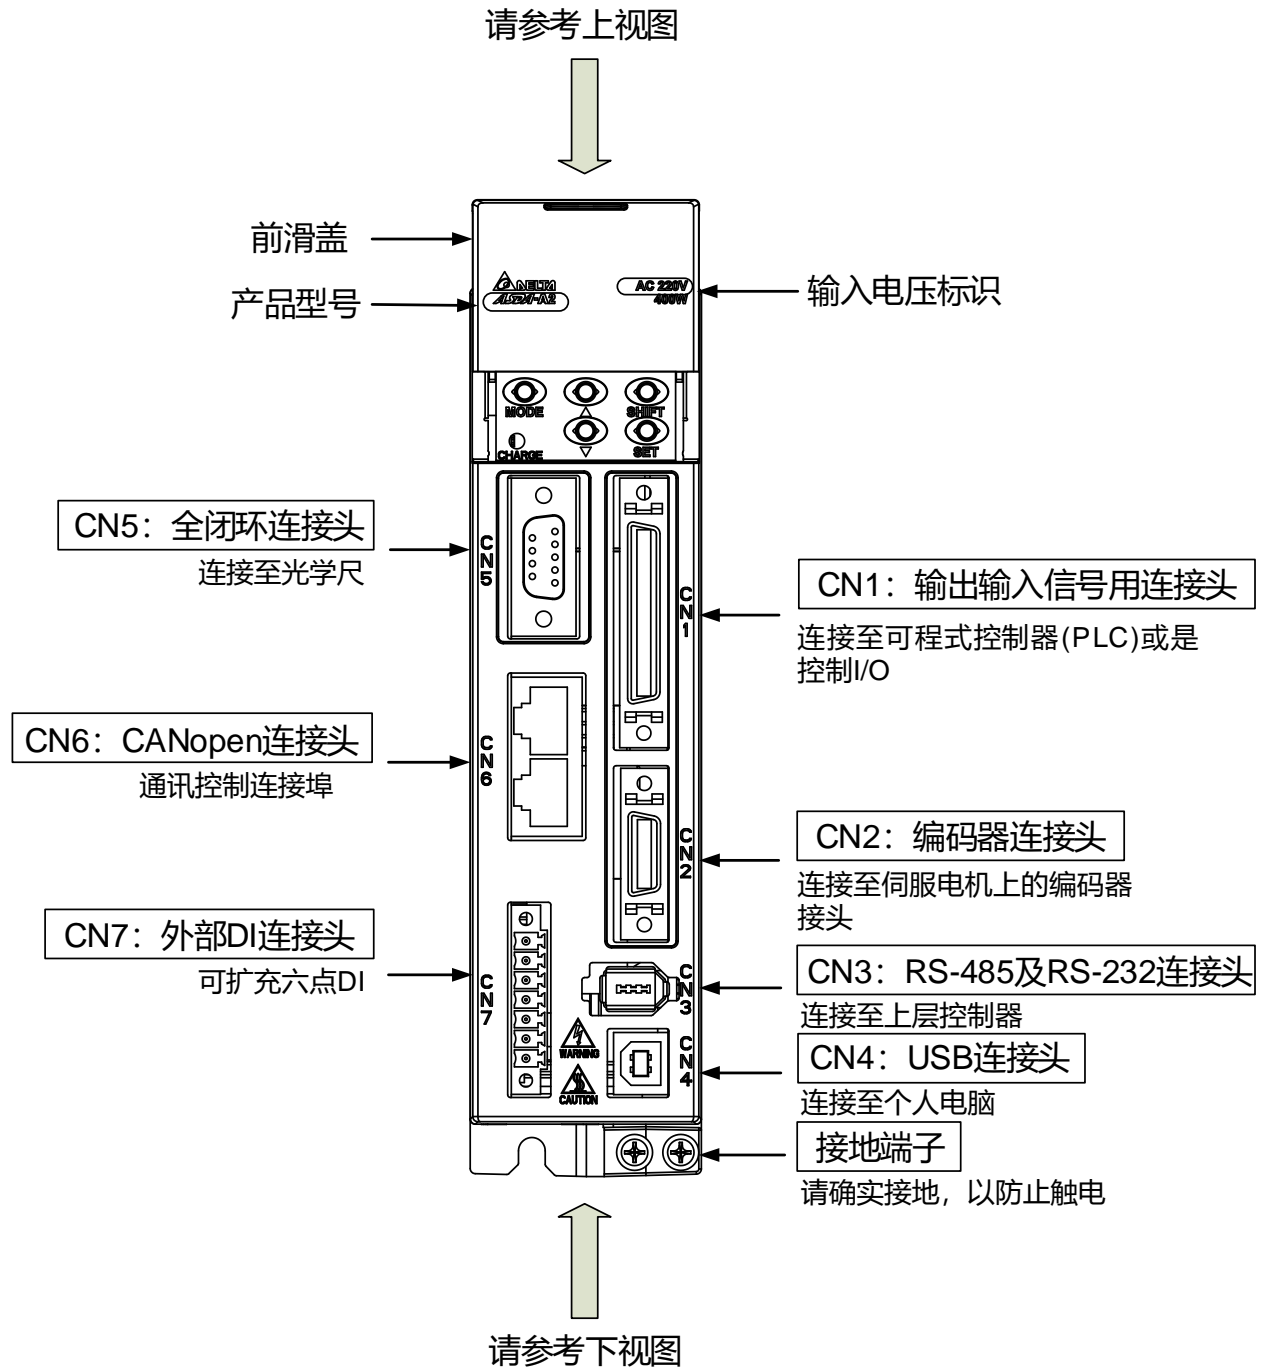 请参考上视图
前滑盖
产品型号
DELTA
ASDA-A2
AC 220V
400W
输入电压标识
MODE
SHIFT
CHARGE
SET
CN5：全闭环连接头
连接至光学尺
CN5
CN1
CN1：输出输入信号用连接头
连接至可程式控制器(PLC)或是
控制I/O
CN6：CANopen连接头
通讯控制连接埠
CN6
CN2
CN2：编码器连接头
连接至伺服电机上的编码器
接头
CN7：外部DI连接头
可扩充六点DI
CN7
CN3
CN3：RS-485及RS-232连接头
连接至上层控制器
WARNING
CAUTION
CN4
CN4：USB连接头
连接至个人电脑
接地端子
请确实接地，以防止触电
请参考下视图